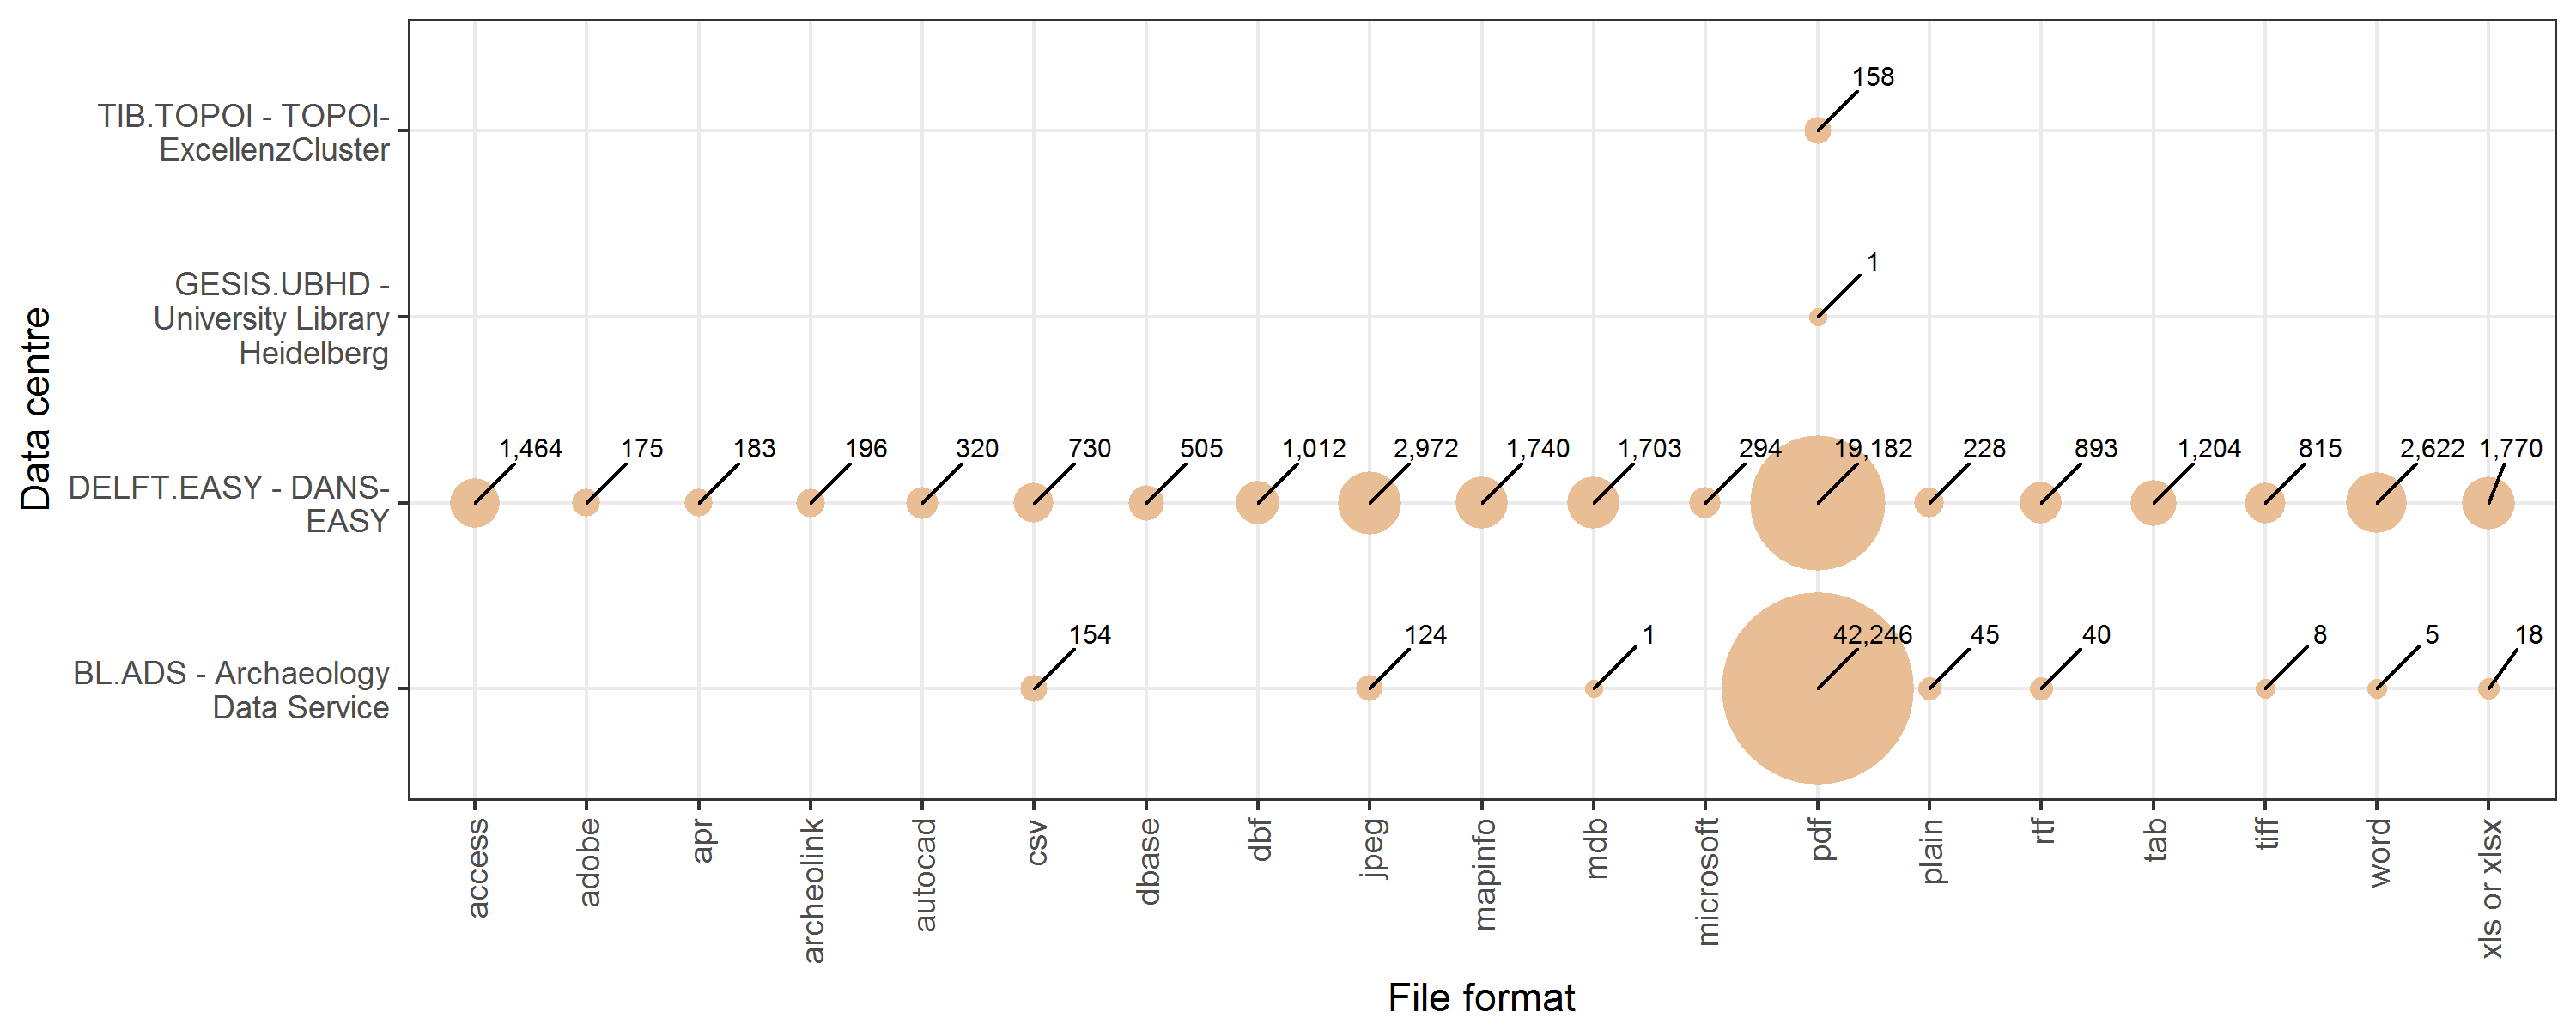 Data centre
TIB.TOPOI - TOPOI-
ExcellenzCluster
158
GESIS.UBHD -
University Library
Heidelberg
1
DELFT.EASY - DANS-
EASY
1,464 175 183 196 320 730 505 1,012 2,972 1,740 1,703 294 19,182 228 893 1,204 815 2,622 1,770
BL.ADS - Archaeology
Data Service
154 124 1 42,246 45 40 8 5 18
access
adobe
apr
archeolink
autocad
csv
dbase
dbf
jpeg
mapinfo
mdb
microsoft
pdf
plain
rtf
tab
tiff
word
xls or xlsx
File format